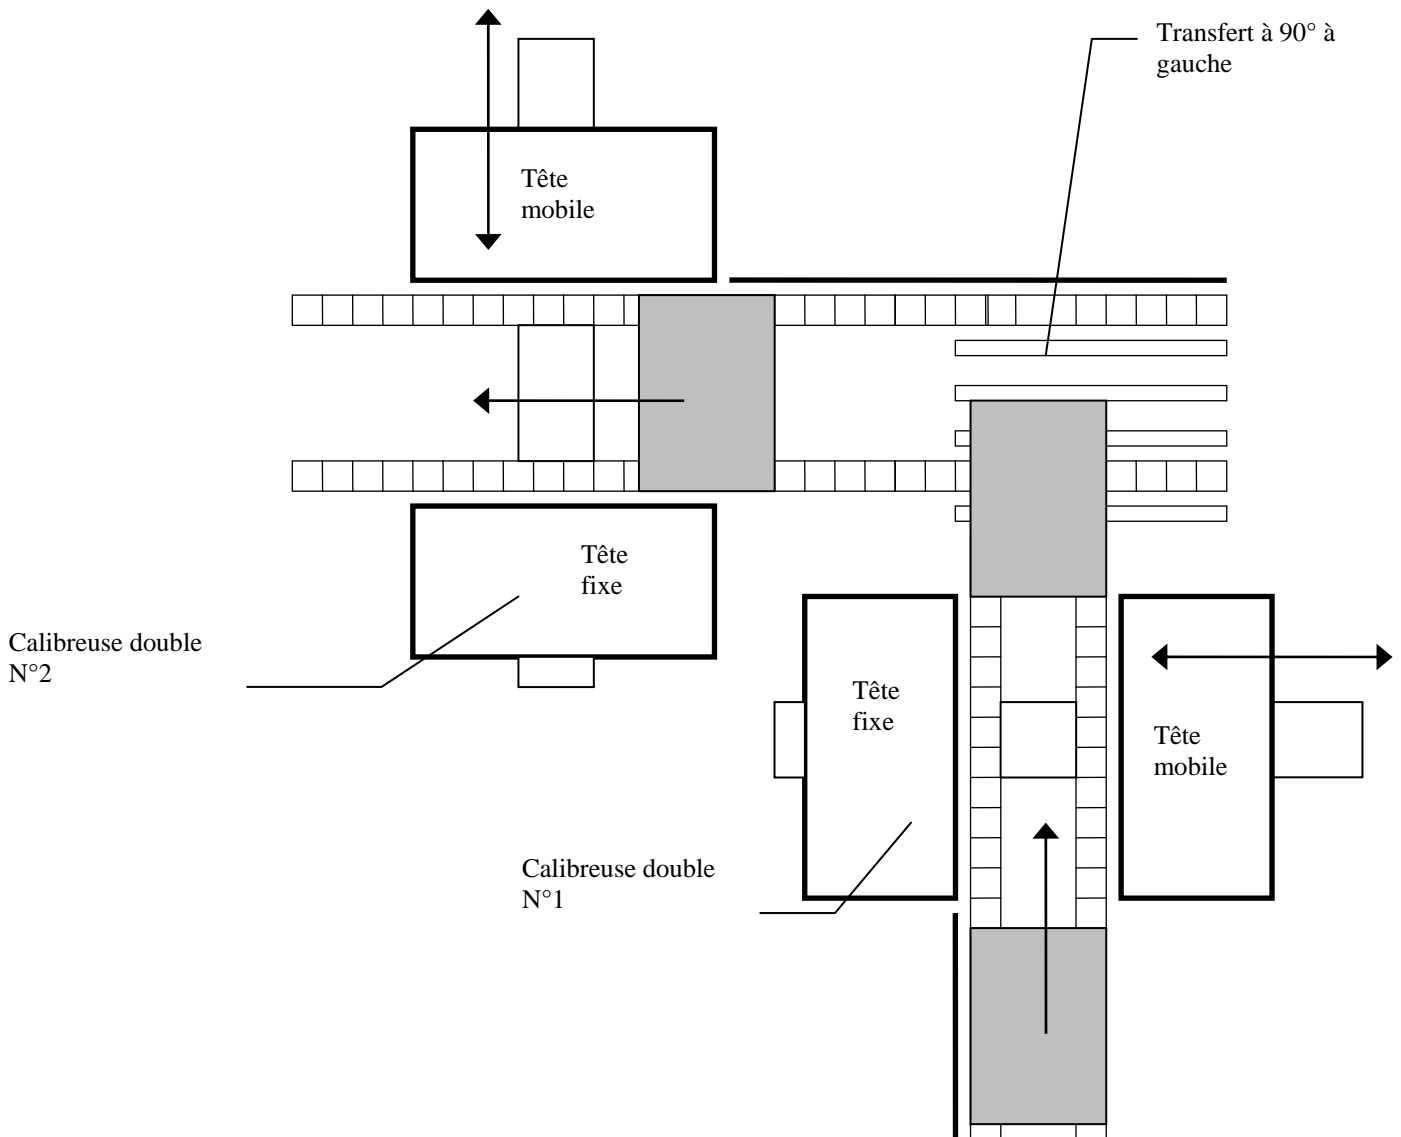 Transfert à 90° à
gauche
Tête
mobile
Tête
fixe
Calibreuse double
N°2
Tête
fixe
Tête
mobile
Calibreuse double
N°1